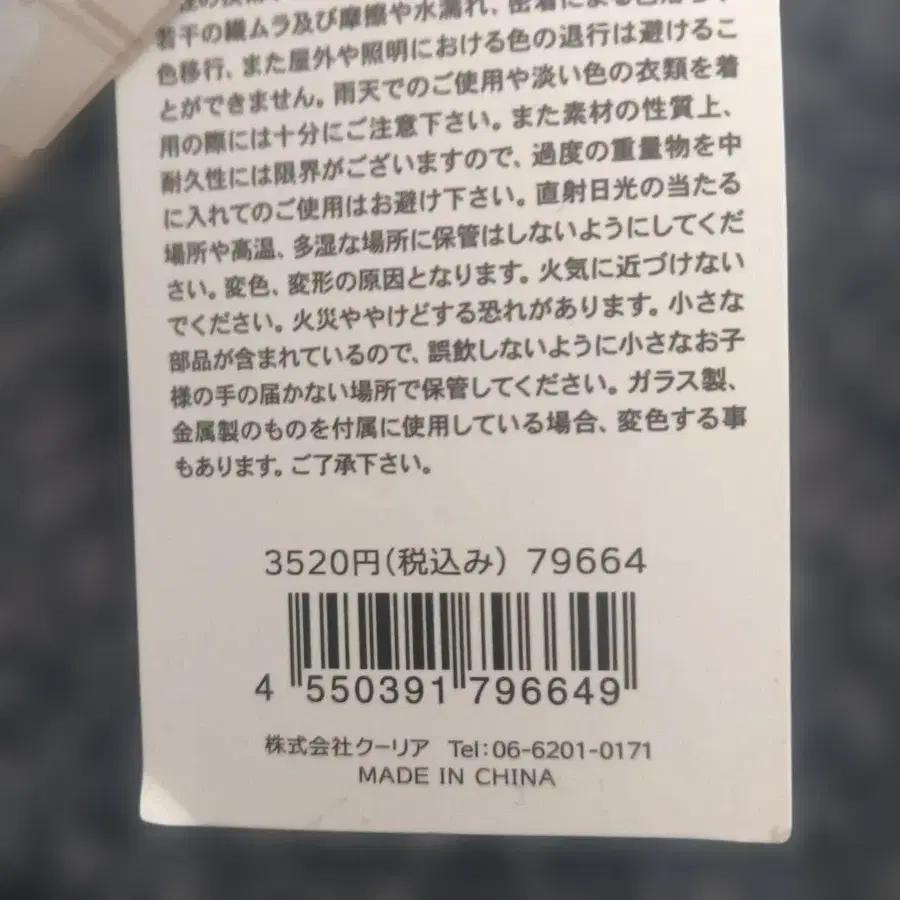 若干の織ムラ及び摩擦や水濡れ、密着による色落ち
色移行、また屋外や照明における色の退行は避けるこ
とができません。雨天でのご使用や淡い色の衣類を着
用の際には十分にご注意下さい。また素材の性質上、
耐久性には限界がございますので、過度の重量物を中
に入れてのご使用はお避け下さい。直射日光の当たる
場所や高温、多湿な場所に保管はしないようにしてくだ
さい。変色、変形の原因となります。火気に近づけない
でください。火災ややけどする恐れがあります。小さな
部品が含まれているので、誤飲しないように小さなお子
様の手の届かない場所で保管してください。ガラス製、
金属製のものを付属に使用している場合、変色する事
もあります。ご了承下さい。
3520円(税込み) 79664
4 550391 796649
株式会社クーリア Tel:06-6201-0171
MADE IN CHINA